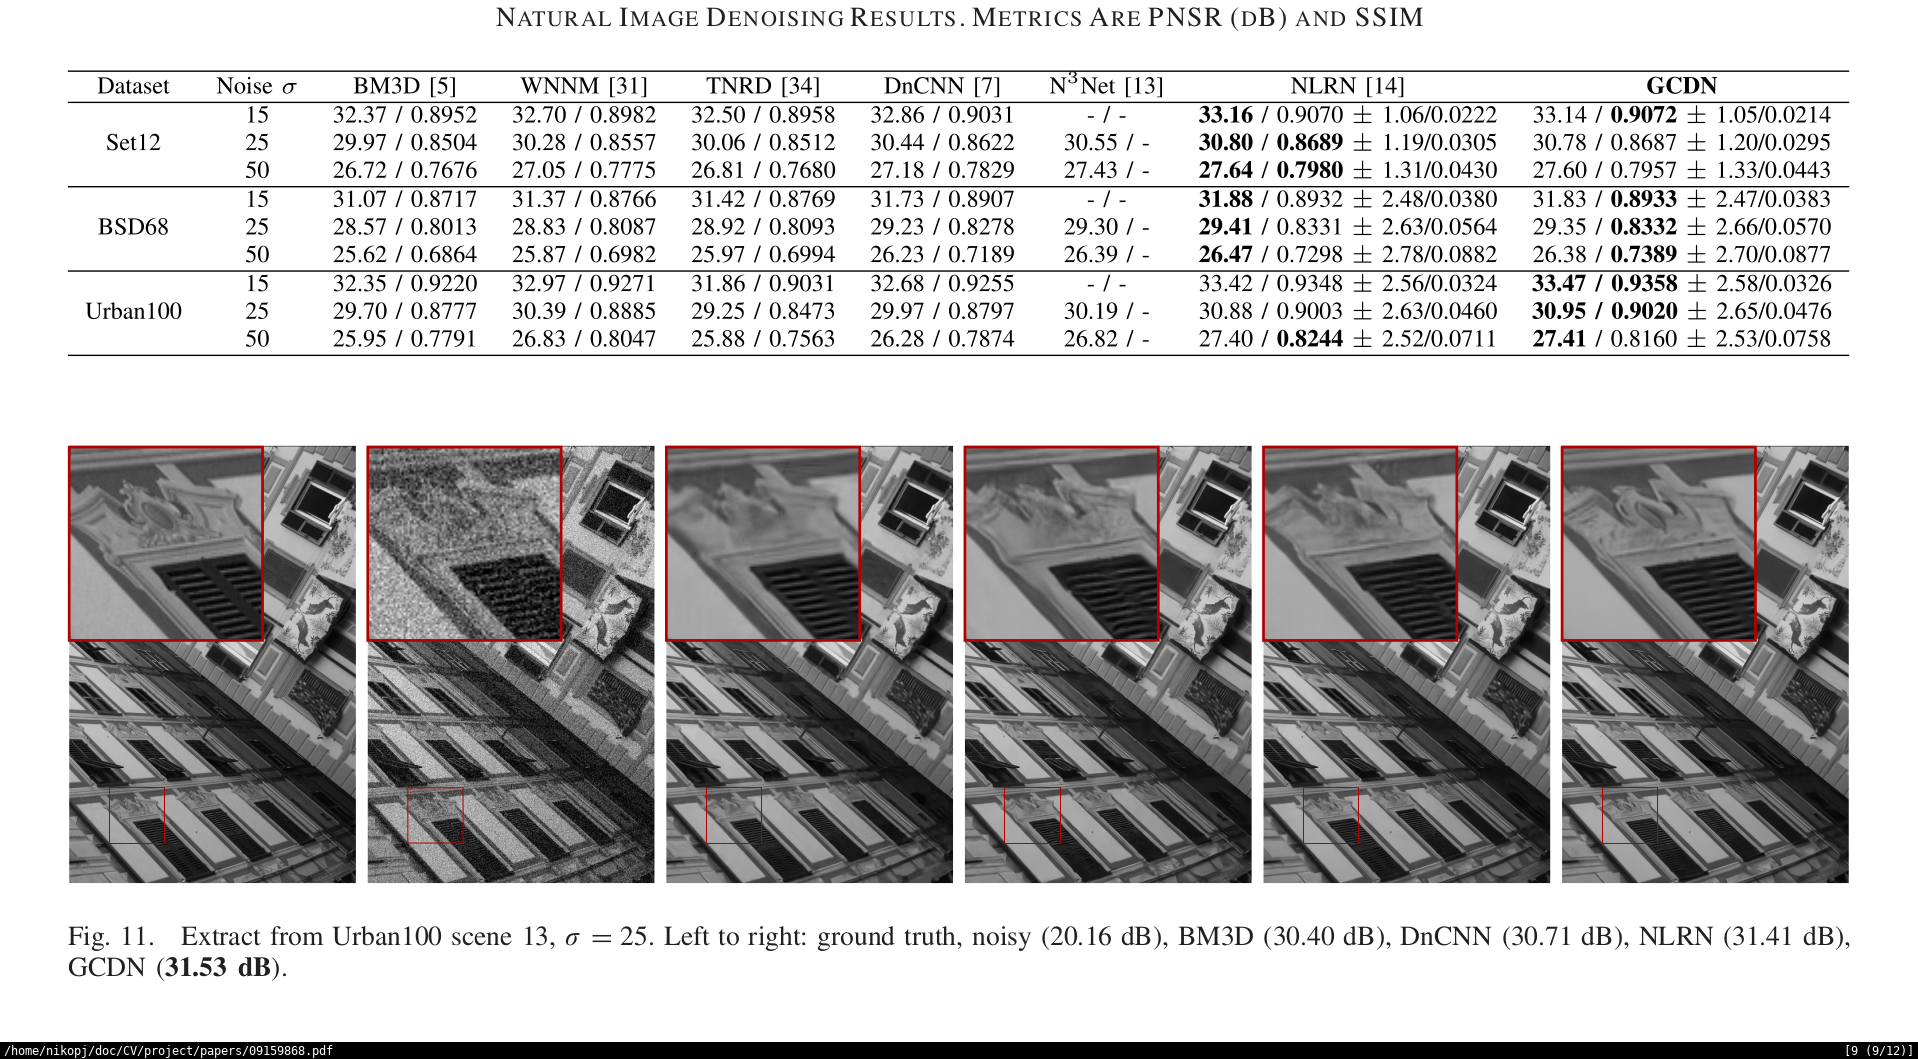 NATURAL IMAGE DENOISING RESULTS. METRICS ARE PNSR (DB) AND SSIM
Dataset Noise σ BM3D [5] WNNM [31] TNRD [34] DnCNN [7] N³Net [13] NLRN [14] GCDN
Set12
15 32.37 / 0.8952 32.70 / 0.8982 32.50 / 0.8958 32.86 / 0.9031 - / - 33.16 / 0.9070 ± 1.06/0.0222 33.14 / 0.9072 ± 1.05/0.0214
25 29.97 / 0.8504 30.28 / 0.8557 30.06 / 0.8512 30.44 / 0.8622 30.55 / - 30.80 / 0.8689 ± 1.19/0.0305 30.78 / 0.8687 ± 1.20/0.0295
50 26.72 / 0.7676 27.05 / 0.7775 26.81 / 0.7680 27.18 / 0.7829 27.43 / - 27.64 / 0.7980 ± 1.31/0.0430 27.60 / 0.7957 ± 1.33/0.0443
BSD68
15 31.07 / 0.8717 31.37 / 0.8766 31.42 / 0.8769 31.73 / 0.8907 - / - 31.88 / 0.8932 ± 2.48/0.0380 31.83 / 0.8933 ± 2.47/0.0383
25 28.57 / 0.8013 28.83 / 0.8087 28.92 / 0.8093 29.23 / 0.8278 29.30 / - 29.41 / 0.8331 ± 2.63/0.0564 29.35 / 0.8332 ± 2.66/0.0570
50 25.62 / 0.6864 25.87 / 0.6982 25.97 / 0.6994 26.23 / 0.7189 26.39 / - 26.47 / 0.7298 ± 2.78/0.0882 26.38 / 0.7389 ± 2.70/0.0877
Urban100
15 32.35 / 0.9220 32.97 / 0.9271 31.86 / 0.9031 32.68 / 0.9255 - / - 33.42 / 0.9348 ± 2.56/0.0324 33.47 / 0.9358 ± 2.58/0.0326
25 29.70 / 0.8777 30.39 / 0.8885 29.25 / 0.8473 29.97 / 0.8797 30.19 / - 30.88 / 0.9003 ± 2.63/0.0460 30.95 / 0.9020 ± 2.65/0.0476
50 25.95 / 0.7791 26.83 / 0.8047 25.88 / 0.7563 26.28 / 0.7874 26.82 / - 27.40 / 0.8244 ± 2.52/0.0711 27.41 / 0.8160 ± 2.53/0.0758
Fig. 11. Extract from Urban100 scene 13, σ = 25. Left to right: ground truth, noisy (20.16 dB), BM3D (30.40 dB), DnCNN (30.71 dB), NLRN (31.41 dB),
GCDN (31.53 dB).
/home/nikopj/doc/CV/project/papers/09159868.pdf [9 (9/12)]